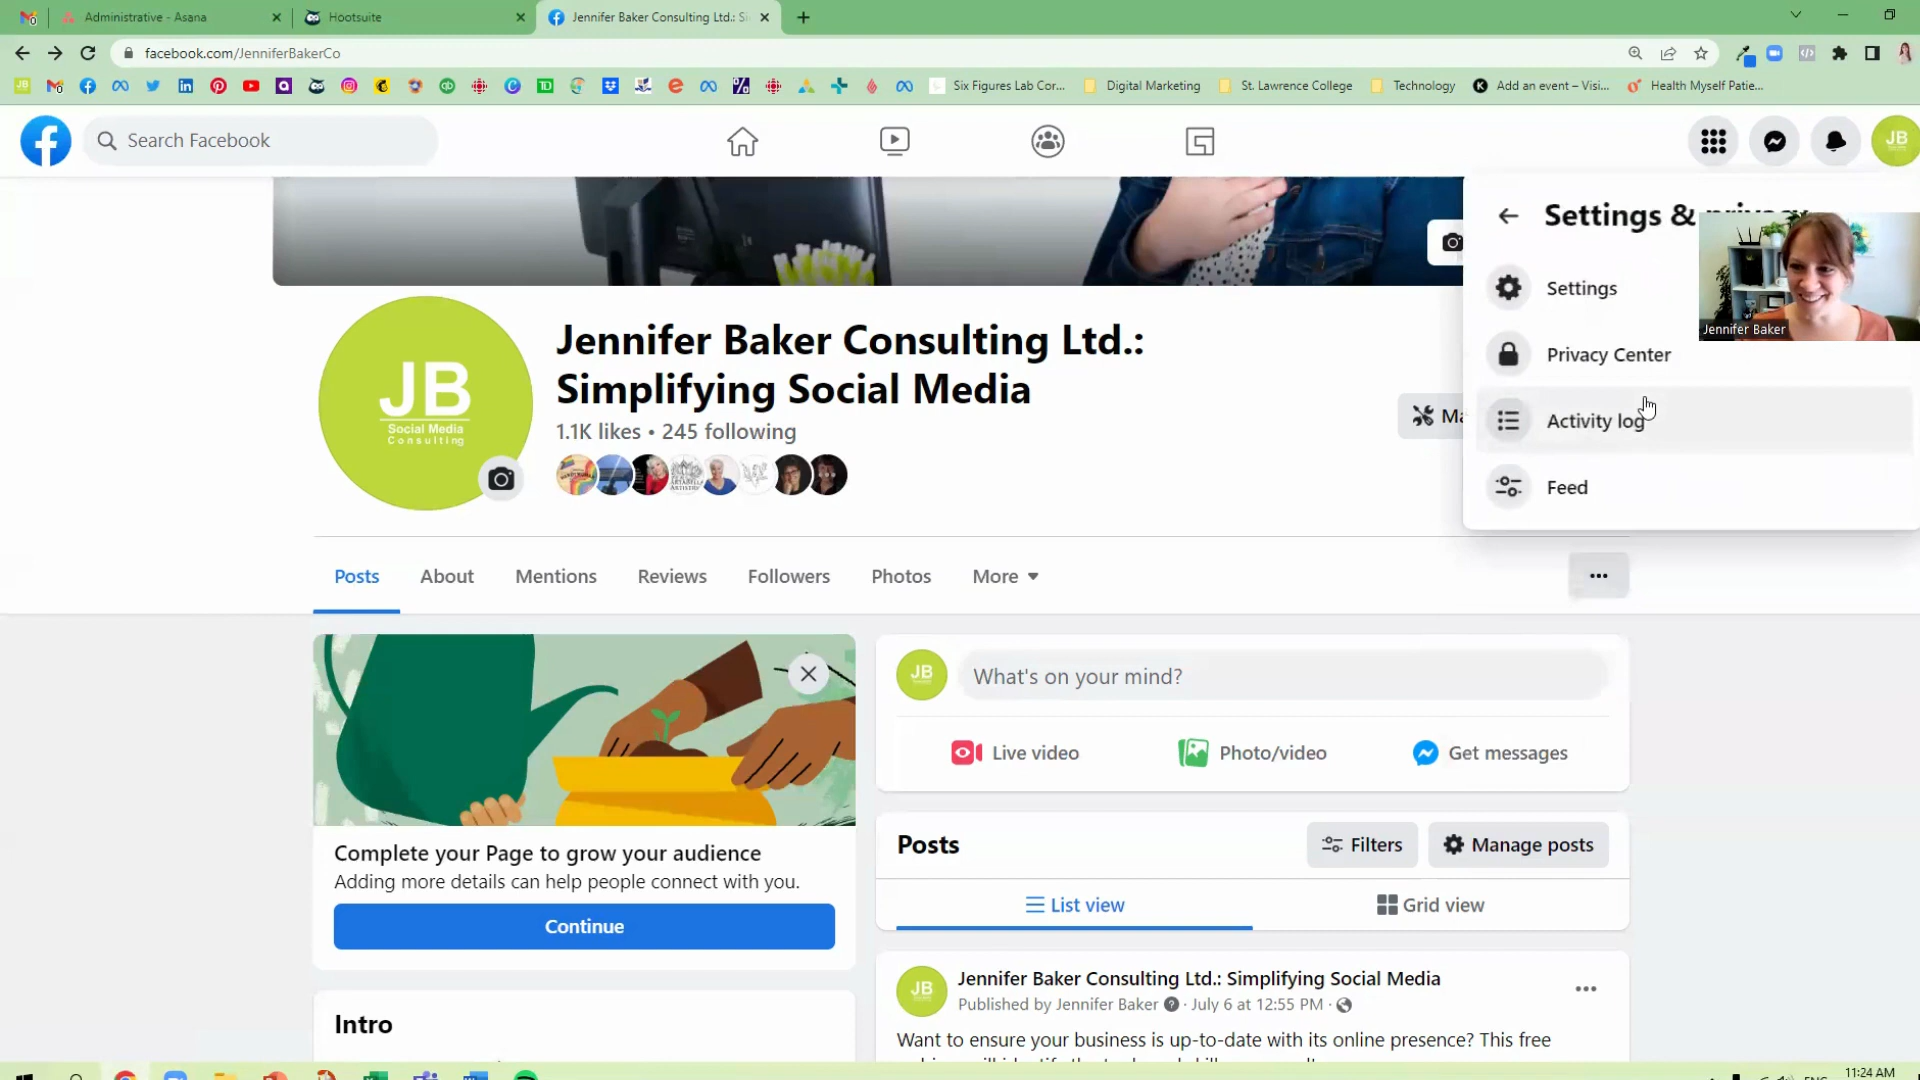 Administrative - Asana
Hootsuite
Jennifer Baker Consulting Ltd.: Si
facebook.com/JenniferBakerCo
Six Figures Lab Cor...
Digital Marketing
St. Lawrence College
Technology
Add an event – Visi...
Health Myself Patie...
Search Facebook
JB
Settings & privacy
Settings
Jennifer Baker
Privacy Center
Activity log
Feed
JB
Social Media
Consulting
Jennifer Baker Consulting Ltd.:
Simplifying Social Media
1.1K likes • 245 following
Ma
Posts
About
Mentions
Reviews
Followers
Photos
More
JB
What's on your mind?
Live video
Photo/video
Get messages
Complete your Page to grow your audience
Adding more details can help people connect with you.
Continue
Posts
Filters
Manage posts
List view
Grid view
JB
Jennifer Baker Consulting Ltd.: Simplifying Social Media
Published by Jennifer Baker · July 6 at 12:55 PM ·
Want to ensure your business is up-to-date with its online presence? This free
Intro
11:24 AM